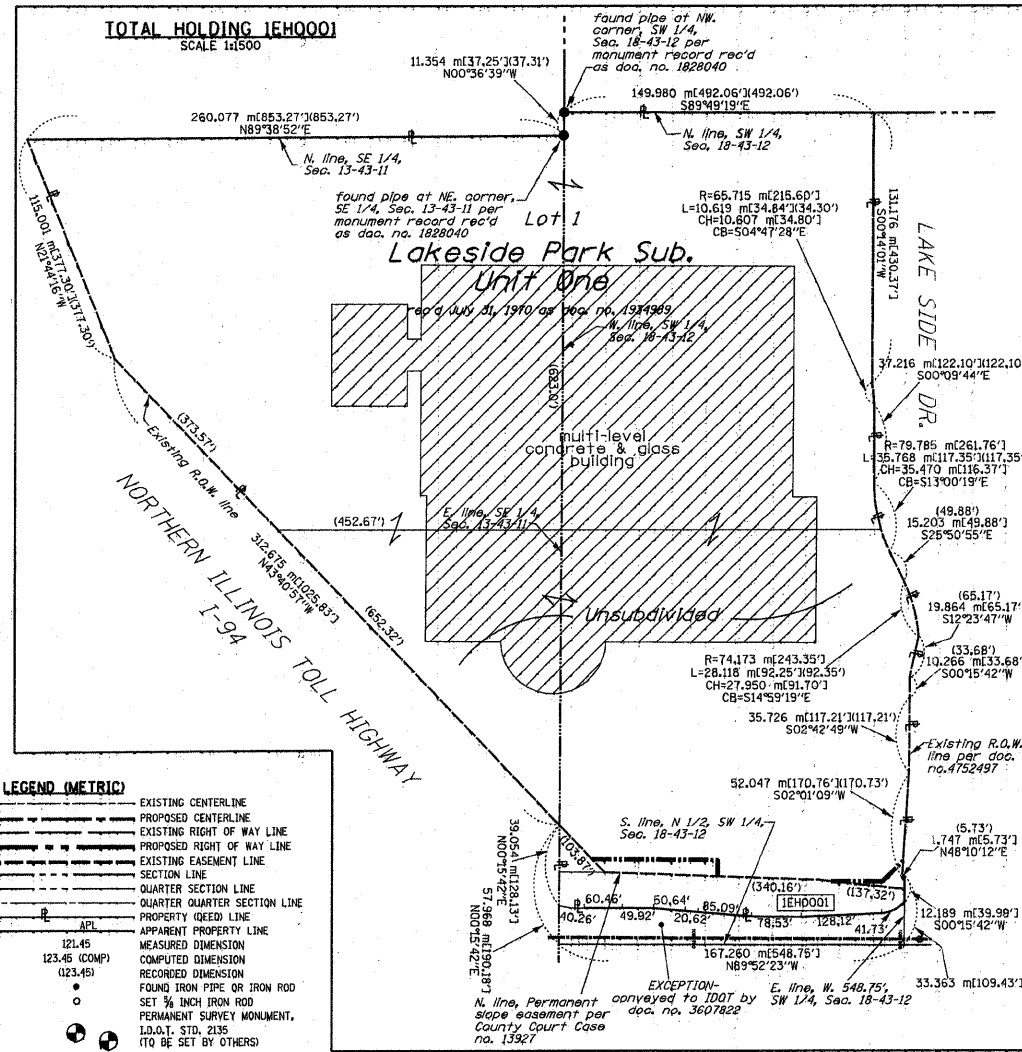 TOTAL HOLDING 1EH0001
SCALE 1:1500
found pipe at NW.
corner, SW 1/4,
Sec. 18-43-12 per
monument record rec'd
as doc. no. 1828040
11.354 m[37.25'](37.31')
N00°36'39"W
149.980 m[492.06'](492.06')
S89°49'19"E
N. line, SW 1/4,
Sec. 18-43-12
260.077 m[853.27'](853.27')
N89°38'52"E
N. line, SE 1/4,
Sec. 13-43-11
found pipe at NE. corner,
SE 1/4, Sec. 13-43-11 per
monument record rec'd
as doc. no. 1828040
115.001 m[377.30'](377.30')
N21°44'16"W
Lot 1
Lakeside Park Sub.
Unit One
rec'd July 31, 1970 as doc. no. 1934989
W. line, SW 1/4,
Sec. 18-43-12
(623.0')
R=65.715 m[215.60']
L=10.619 m[34.84'](34.30')
CH=10.607 m[34.80']
CB=S04°47'28"E
131.176 m[430.37']
S00°14'01"W
LAKE SIDE DR.
37.216 m[122.10'](122.10
S00°09'44"E
R=79.785 m[261.76']
L=35.768 m[117.35'](117.35'
CH=35.470 m[116.37']
CB=S13°00'19"E
multi-level
concrete & glass
building
(373.57')
Existing R.O.W. line
NORTHERN ILLINOIS TOLL HIGHWAY
I-94
312.675 m[1025.83']
N43°40'57"W
(652.32')
(452.67')
E. line, SE 1/4,
Sec. 13-43-11
(49.88')
15.203 m[49.88']
S25°50'55"E
Unsubdivided
(65.17')
19.864 m[65.17'
S12°23'47"W
(33.68')
10.266 m[33.68'
S00°15'42"W
R=74.173 m[243.35']
L=28.118 m[92.25'](92.35')
CH=27.950 m[91.70']
CB=S14°59'19"E
35.726 m[117.21'](117.21')
S02°42'49"W
Existing R.O.W.
line per doc.
no.4752497
52.047 m[170.76'](170.73')
S02°01'09"W
(5.73')
1.747 m[5.73']
N48°10'12"E
S. line, N 1/2, SW 1/4,
Sec. 18-43-12
(103.87')
39.054 m[128.13']
N00°15'42"E
57.968 m[190.18']
N00°15'42"E
(340.16')
(137.32')
1EH0001
60.46'
50.64'
85.09'
40.26'
49.92'
20.62'
78.53'
128.12'
41.73'
12.189 m[39.99']
S00°15'42"W
167.260 m[548.75']
N89°52'23"W
33.363 m[109.43']
N. line, Permanent
slope easement per
County Court Case
no. 13927
EXCEPTION-
conveyed to IDOT by
doc. no. 3607822
E. line, W. 548.75',
SW 1/4, Sec. 18-43-12
LEGEND (METRIC)
EXISTING CENTERLINE
PROPOSED CENTERLINE
EXISTING RIGHT OF WAY LINE
PROPOSED RIGHT OF WAY LINE
EXISTING EASEMENT LINE
SECTION LINE
QUARTER SECTION LINE
QUARTER QUARTER SECTION LINE
PROPERTY (DEED) LINE
APL APPARENT PROPERTY LINE
121.45 MEASURED DIMENSION
123.45 (COMP) COMPUTED DIMENSION
(123.45) RECORDED DIMENSION
FOUND IRON PIPE OR IRON ROD
SET 5/8 INCH IRON ROD
PERMANENT SURVEY MONUMENT,
I.D.O.T. STD. 2135
(TO BE SET BY OTHERS)